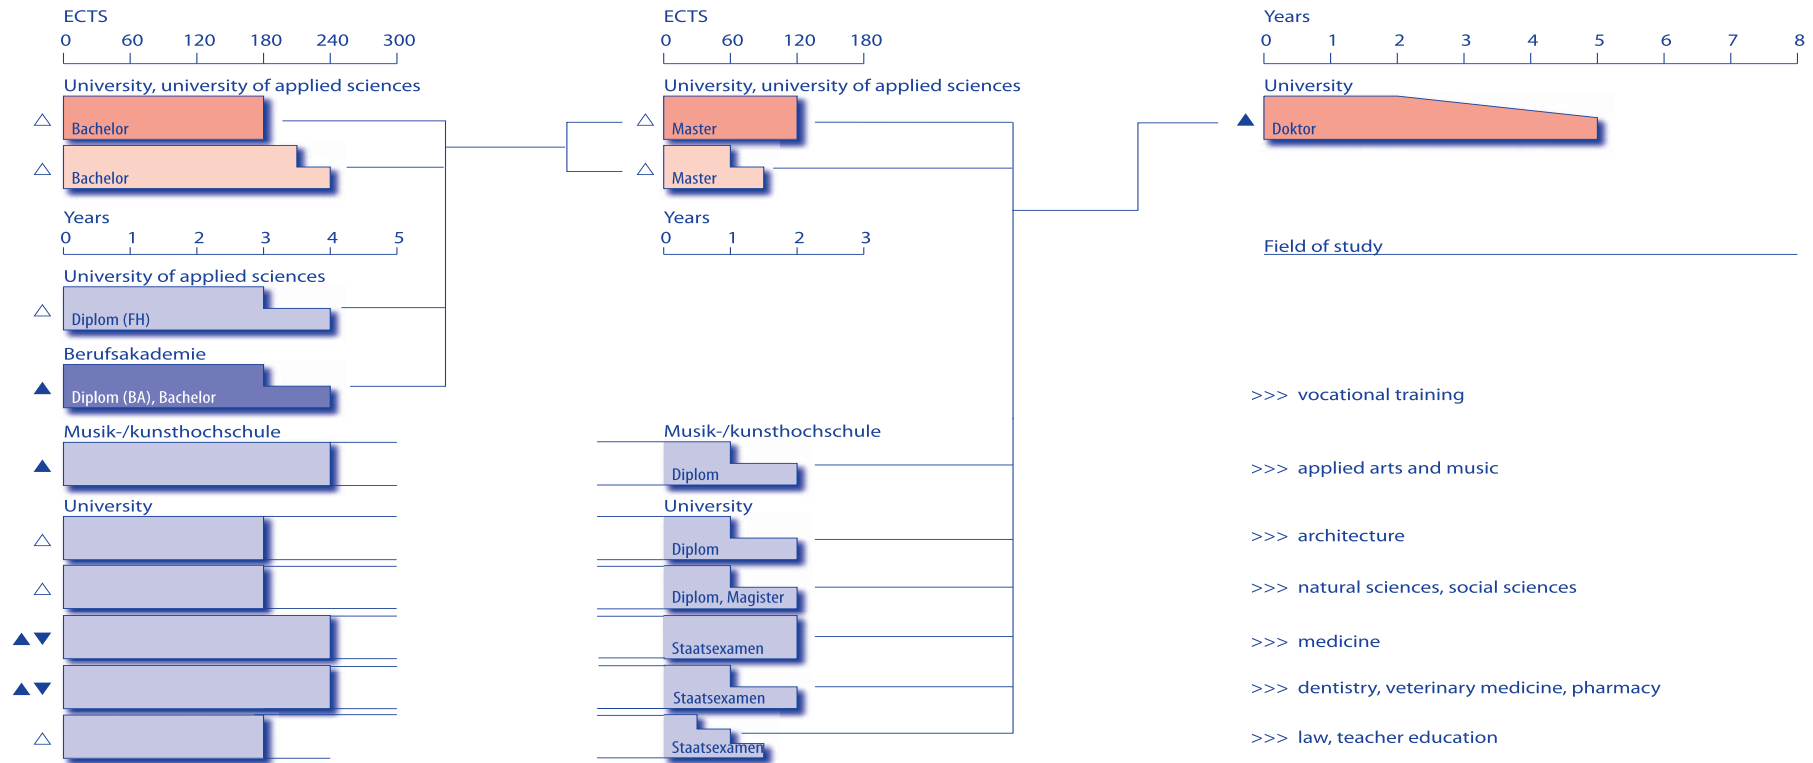 ECTS
0 60 120 180 240 300
ECTS
0 60 120 180
Years
0 1 2 3 4 5 6 7 8
University, university of applied sciences
University, university of applied sciences
University
Bachelor
Master
Doktor
Bachelor
Master
Years
0 1 2 3 4 5
Years
0 1 2 3
Field of study
University of applied sciences
Diplom (FH)
Berufsakademie
Diplom (BA), Bachelor
>>> vocational training
Musik-/kunsthochschule
Musik-/kunsthochschule
Diplom
>>> applied arts and music
University
University
Diplom
>>> architecture
Diplom, Magister
>>> natural sciences, social sciences
Staatsexamen
>>> medicine
Staatsexamen
>>> dentistry, veterinary medicine, pharmacy
Staatsexamen
>>> law, teacher education